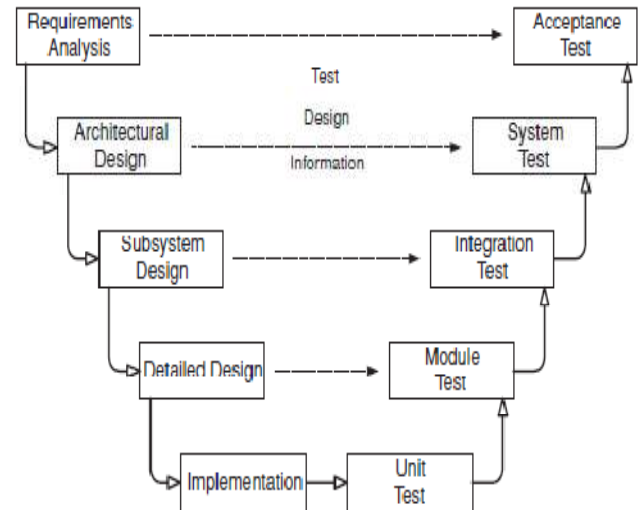 Requirements
Analysis
Acceptance
Test
Test
Design
Information
Architectural
Design
System
Test
Subsystem
Design
Integration
Test
Detailed Design
Module
Test
Implementation
Unit
Test